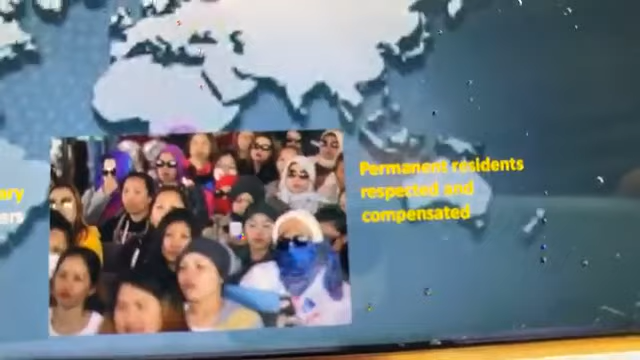 Permanent residents
respected and
compensated